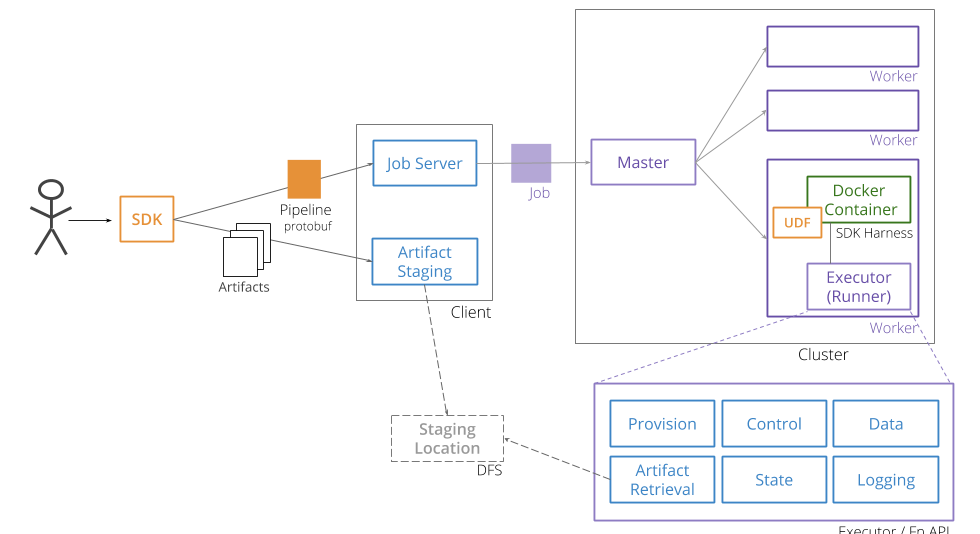 Worker
Worker
Job Server
Master
Job
Docker
Container
UDF
SDK Harness
Pipeline
protobuf
SDK
Artifact
Staging
Artifacts
Executor
(Runner)
Worker
Client
Cluster
Staging
Location
DFS
Provision
Control
Data
Artifact
Retrieval
State
Logging
Executor / Fn API